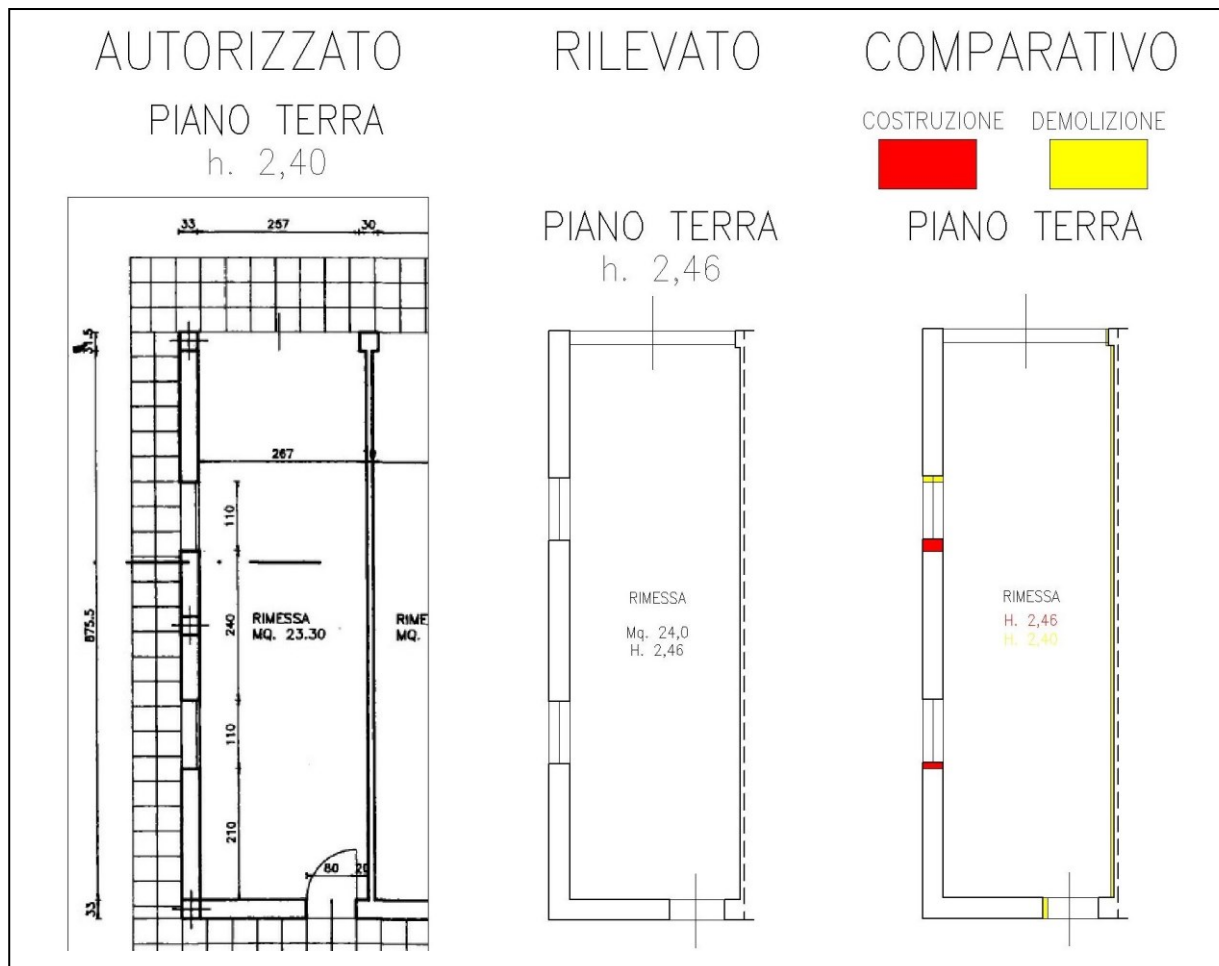 AUTORIZZATO
PIANO TERRA
h. 2,40
33 257 30
31.5
267 10
110
875.5
240
RIMESSA
MQ. 23.30
RIME
MQ.
110
210
80 20
33
RILEVATO
PIANO TERRA
h. 2,46
RIMESSA
Mq. 24,0
H. 2,46
COMPARATIVO
COSTRUZIONE DEMOLIZIONE
PIANO TERRA
RIMESSA
H. 2,46
H. 2,40